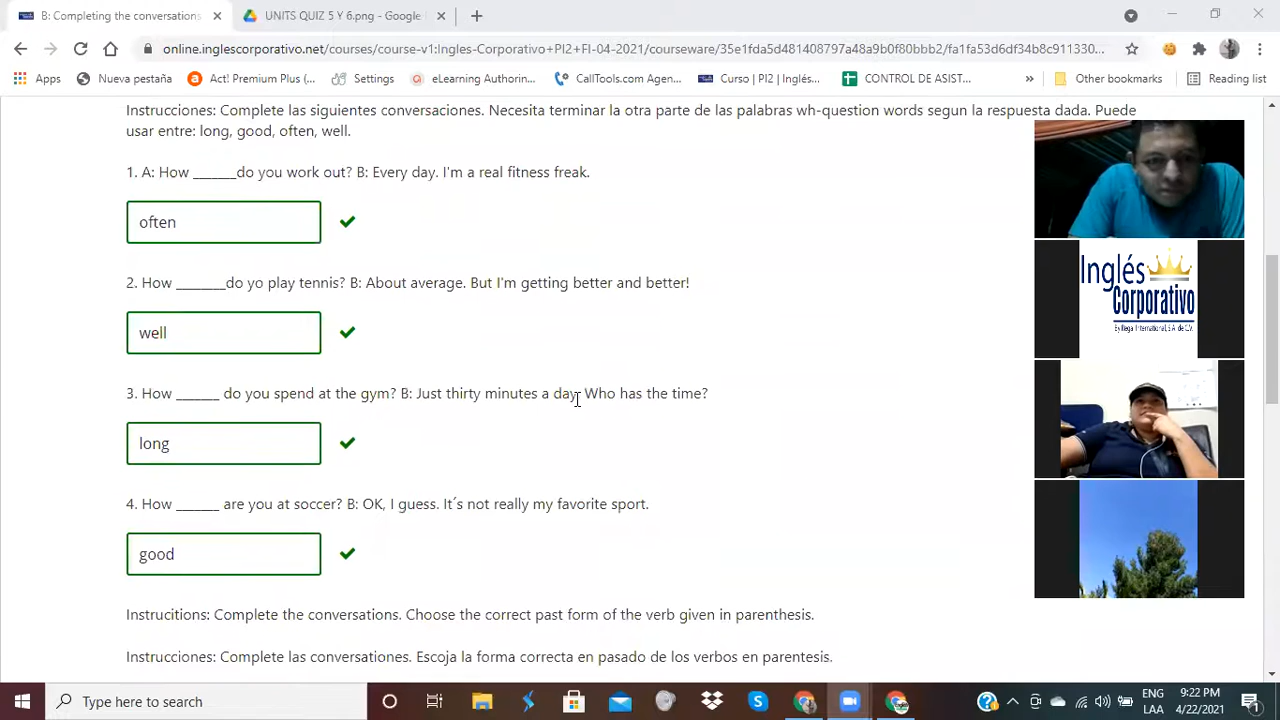 B: Completing the conversations
UNITS QUIZ 5 Y 6.png - Google
online.inglescorporativo.net/courses/course-v1:Ingles-Corporativo+PI2+FI-04-2021/courseware/35e1fda5d481408797a48a9b0f80bbb2/fa1fa53d6df34b8c911330...
Apps Nueva pestaña Act! Premium Plus (... Settings eLearning Authorin... CallTools.com Agen... Curso | PI2 | Inglés... CONTROL DE ASIST... » Other bookmarks Reading list
Instrucciones: Complete las siguientes conversaciones. Necesita terminar la otra parte de las palabras wh-question words segun la respuesta dada. Puede
usar entre: long, good, often, well.
1. A: How _______do you work out? B: Every day. I'm a real fitness freak.
often
2. How ________do yo play tennis? B: About average. But I'm getting better and better!
well
3. How _______ do you spend at the gym? B: Just thirty minutes a day. Who has the time?
long
4. How _______ are you at soccer? B: OK, I guess. It´s not really my favorite sport.
good
Instrucitions: Complete the conversations. Choose the correct past form of the verb given in parenthesis.
Instrucciones: Complete las conversationes. Escoja la forma correcta en pasado de los verbos en parentesis.
Inglés
Corporativo
Type here to search
ENG
LAA
9:22 PM
4/22/2021